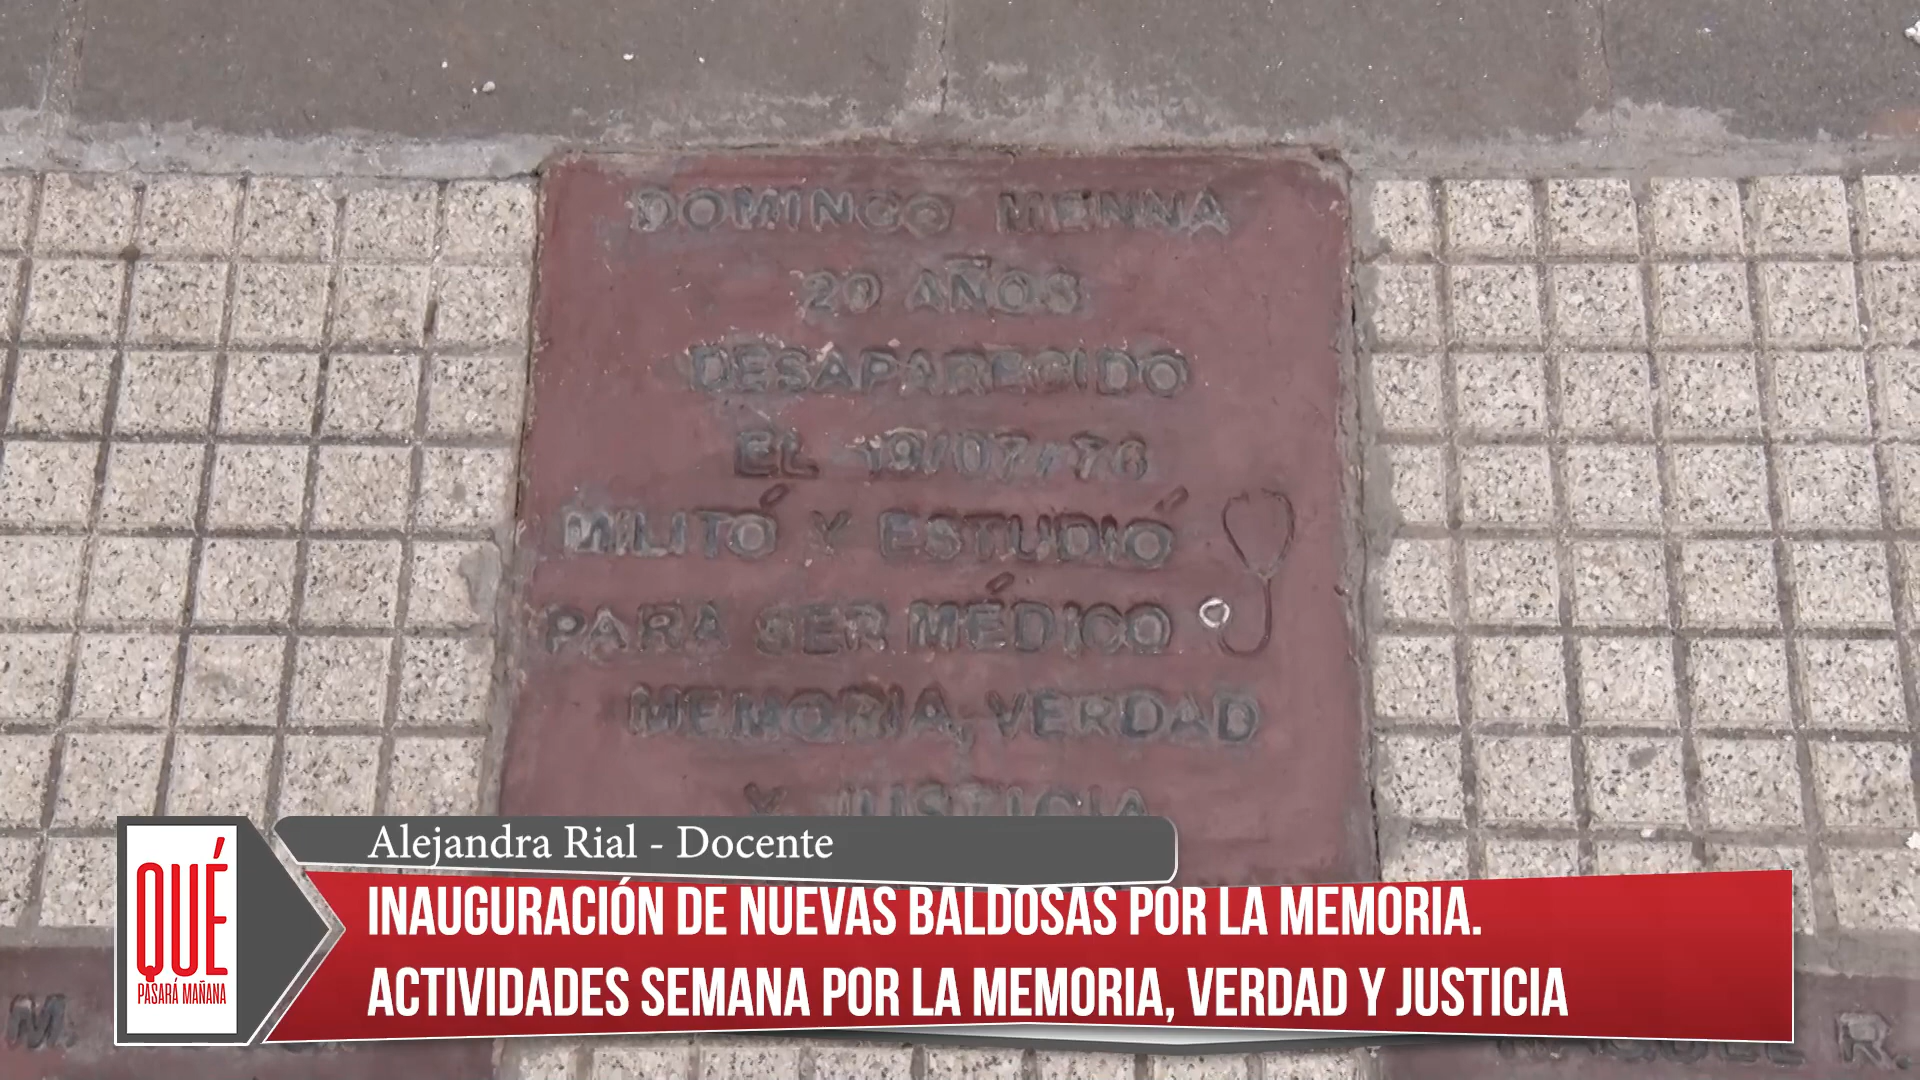 DOMINGO MENNA
20 AÑOS
DESAPARECIDO
EL 19/07/76
MILITÓ Y ESTUDIÓ
PARA SER MÉDICO
MEMORIA, VERDAD
Y JUSTICIA
Alejandra Rial - Docente
INAUGURACIÓN DE NUEVAS BALDOSAS POR LA MEMORIA.
ACTIVIDADES SEMANA POR LA MEMORIA, VERDAD Y JUSTICIA
QUÉ
PASARÁ MAÑANA
M.
R.